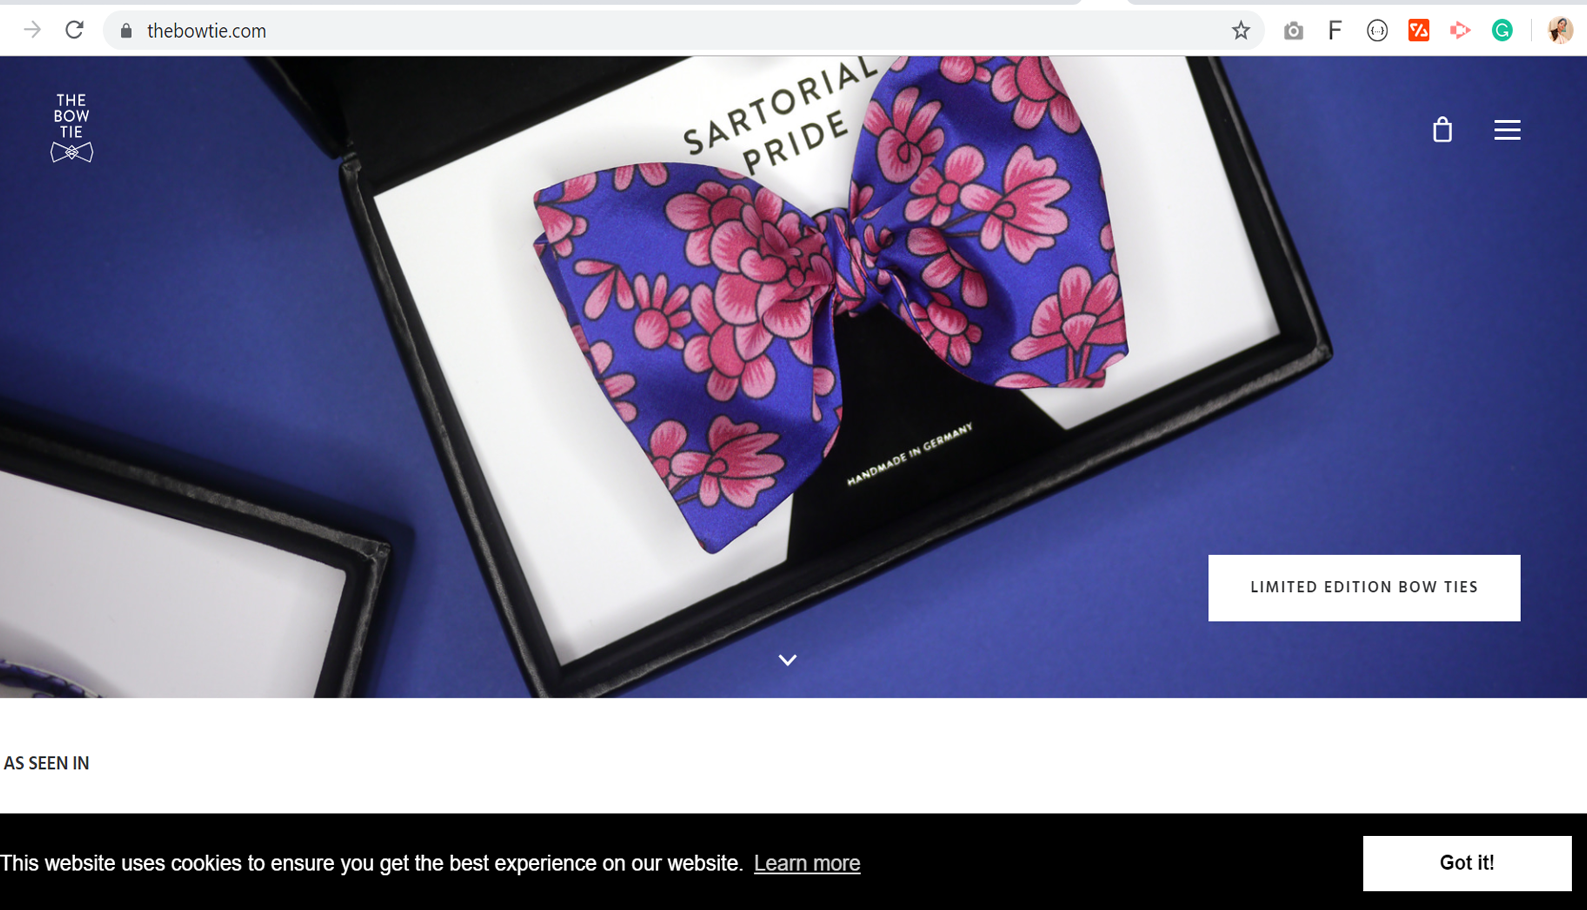 thebowtie.com
F
THE
BOW
TIE
SARTORIAL
PRIDE
HANDMADE IN GERMANY
LIMITED EDITION BOW TIES
AS SEEN IN
This website uses cookies to ensure you get the best experience on our website. Learn more
Got it!